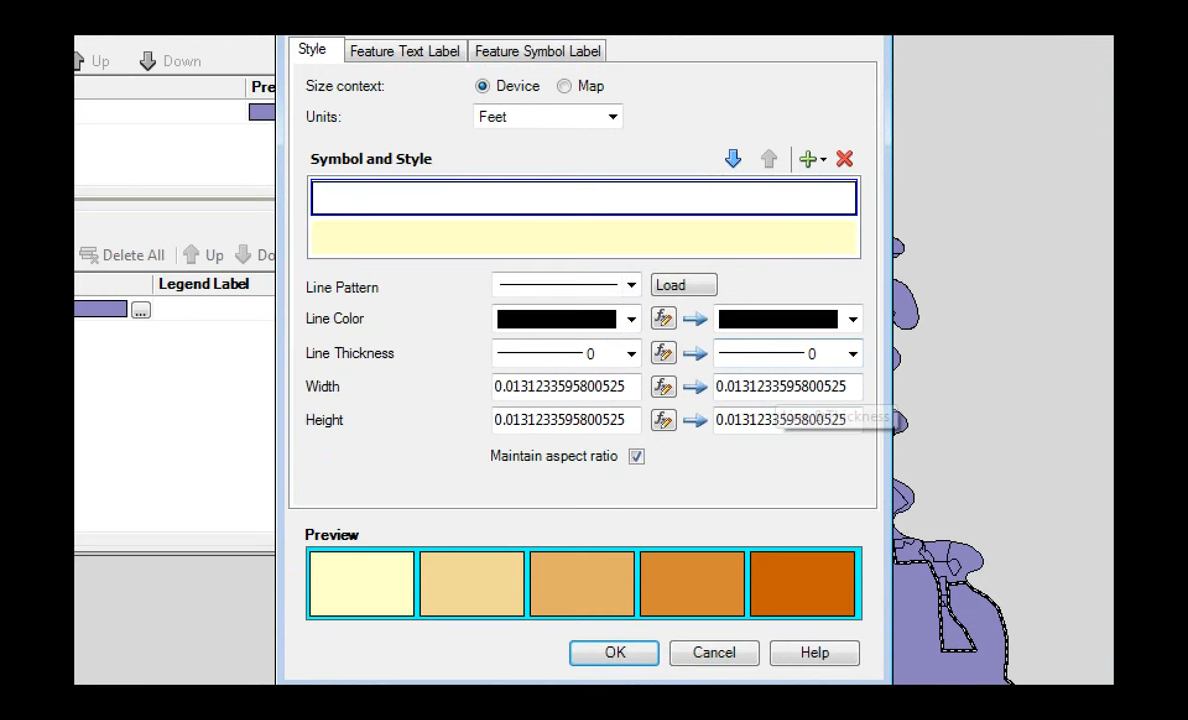 Style Feature Text Label Feature Symbol Label
Up Down
Pre
Size context: Device Map
Units: Feet
Symbol and Style
Delete All Up Do
Legend Label
...
Line Pattern Load
Line Color
Line Thickness 0 0
Width 0.0131233595800525 0.0131233595800525
Height 0.0131233595800525 0.0131233595800525
Maintain aspect ratio
Preview
OK Cancel Help